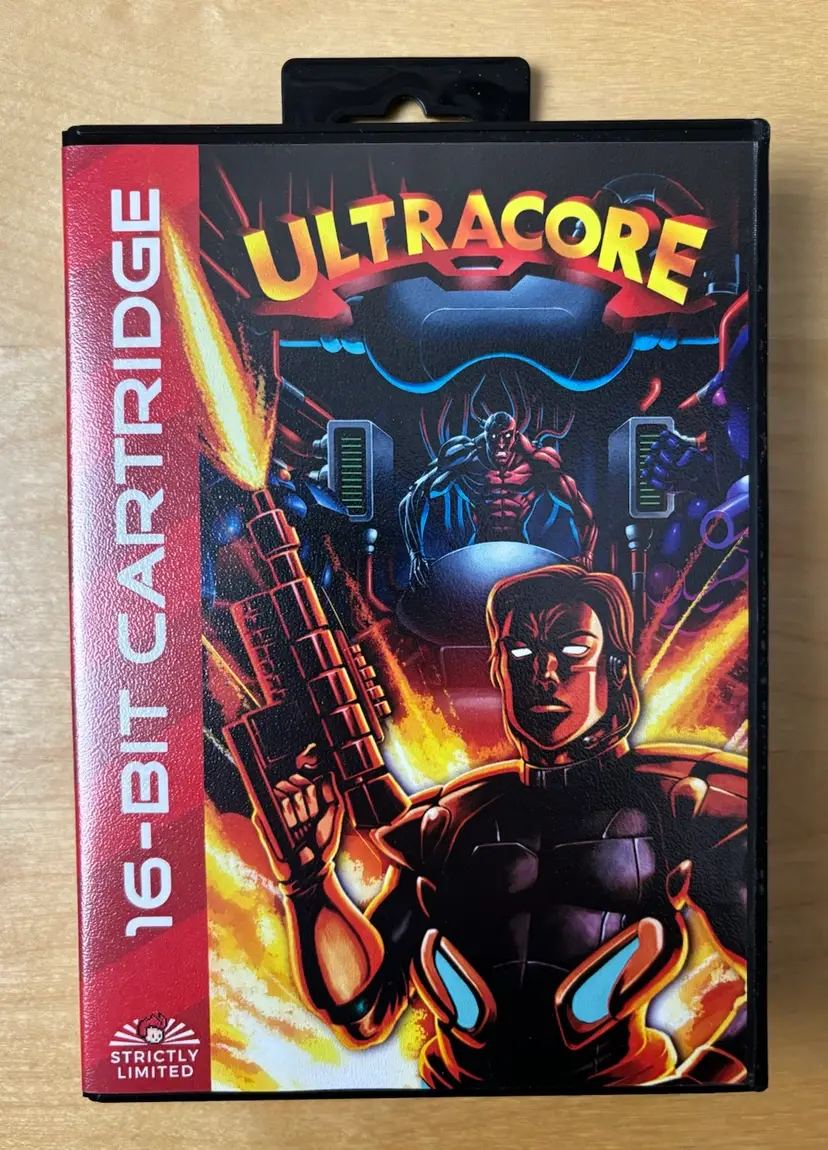 ULTRACORE
16-BIT CARTRIDGE
STRICTLY
LIMITED